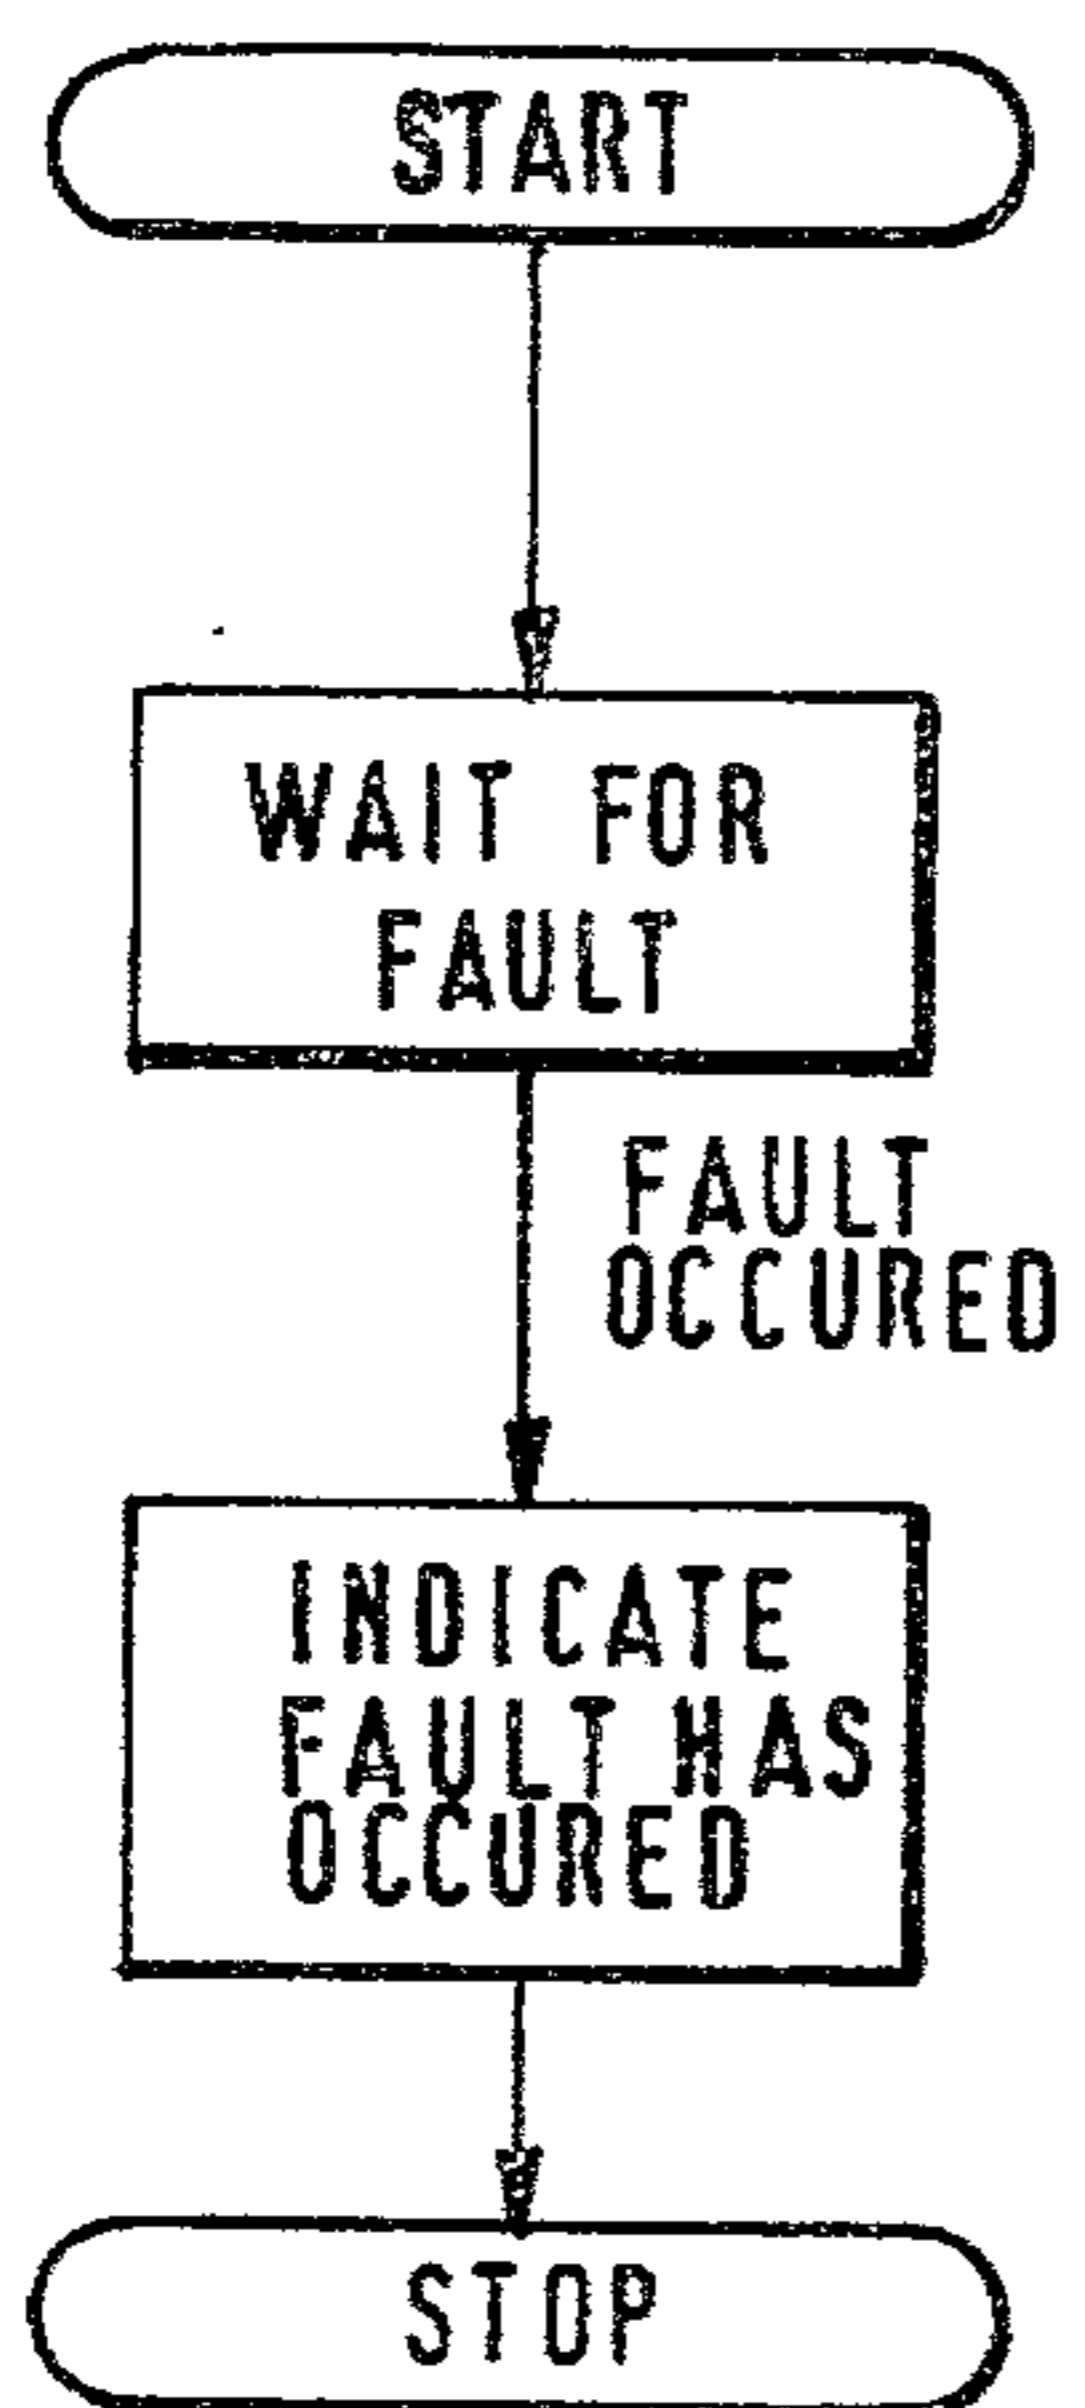 START
WAIT FOR
FAULT
FAULT
OCCURED
INDICATE
FAULT HAS
OCCURED
STOP